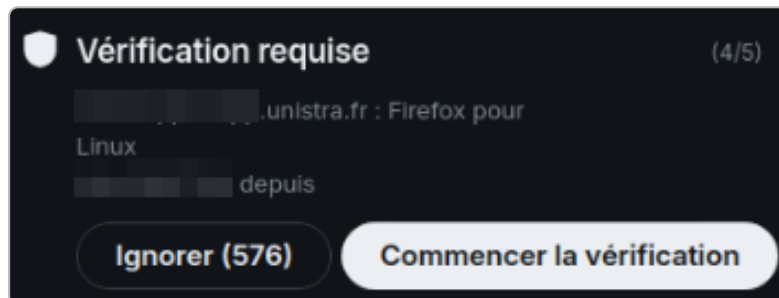 Vérification requise
(4/5)
.unistra.fr : Firefox pour
Linux
depuis
Ignorer (576)
Commencer la vérification